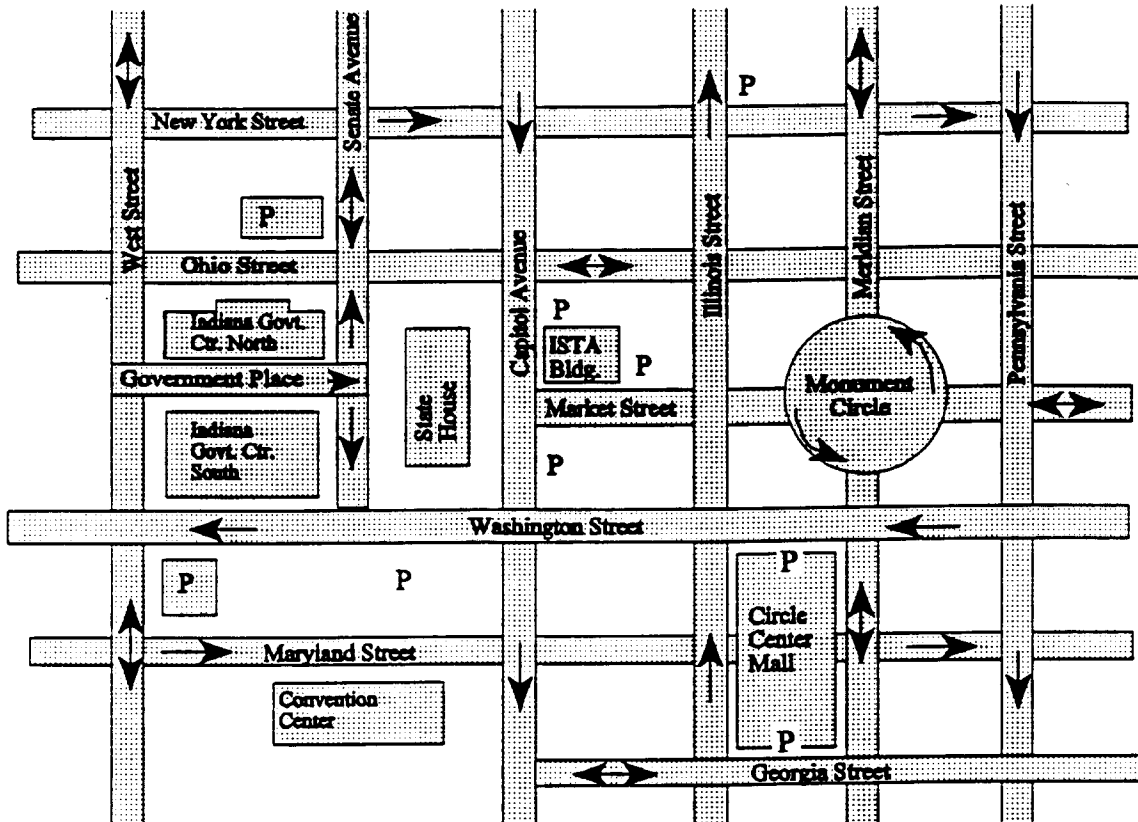 Senate Avenue
P
New York Street
West Street
Meridian Street
Illinois Street
Pennsylvania Street
P
Capitol Avenue
Ohio Street
P
Indiana Govt.
Ctr. North
ISTA
Bldg.
P
Government Place
Monument
Circle
Market Street
State
House
Indiana
Govt. Ctr.
South
P
Washington Street
P
P
P
Circle
Center
Mall
Maryland Street
Convention
Center
P
Georgia Street